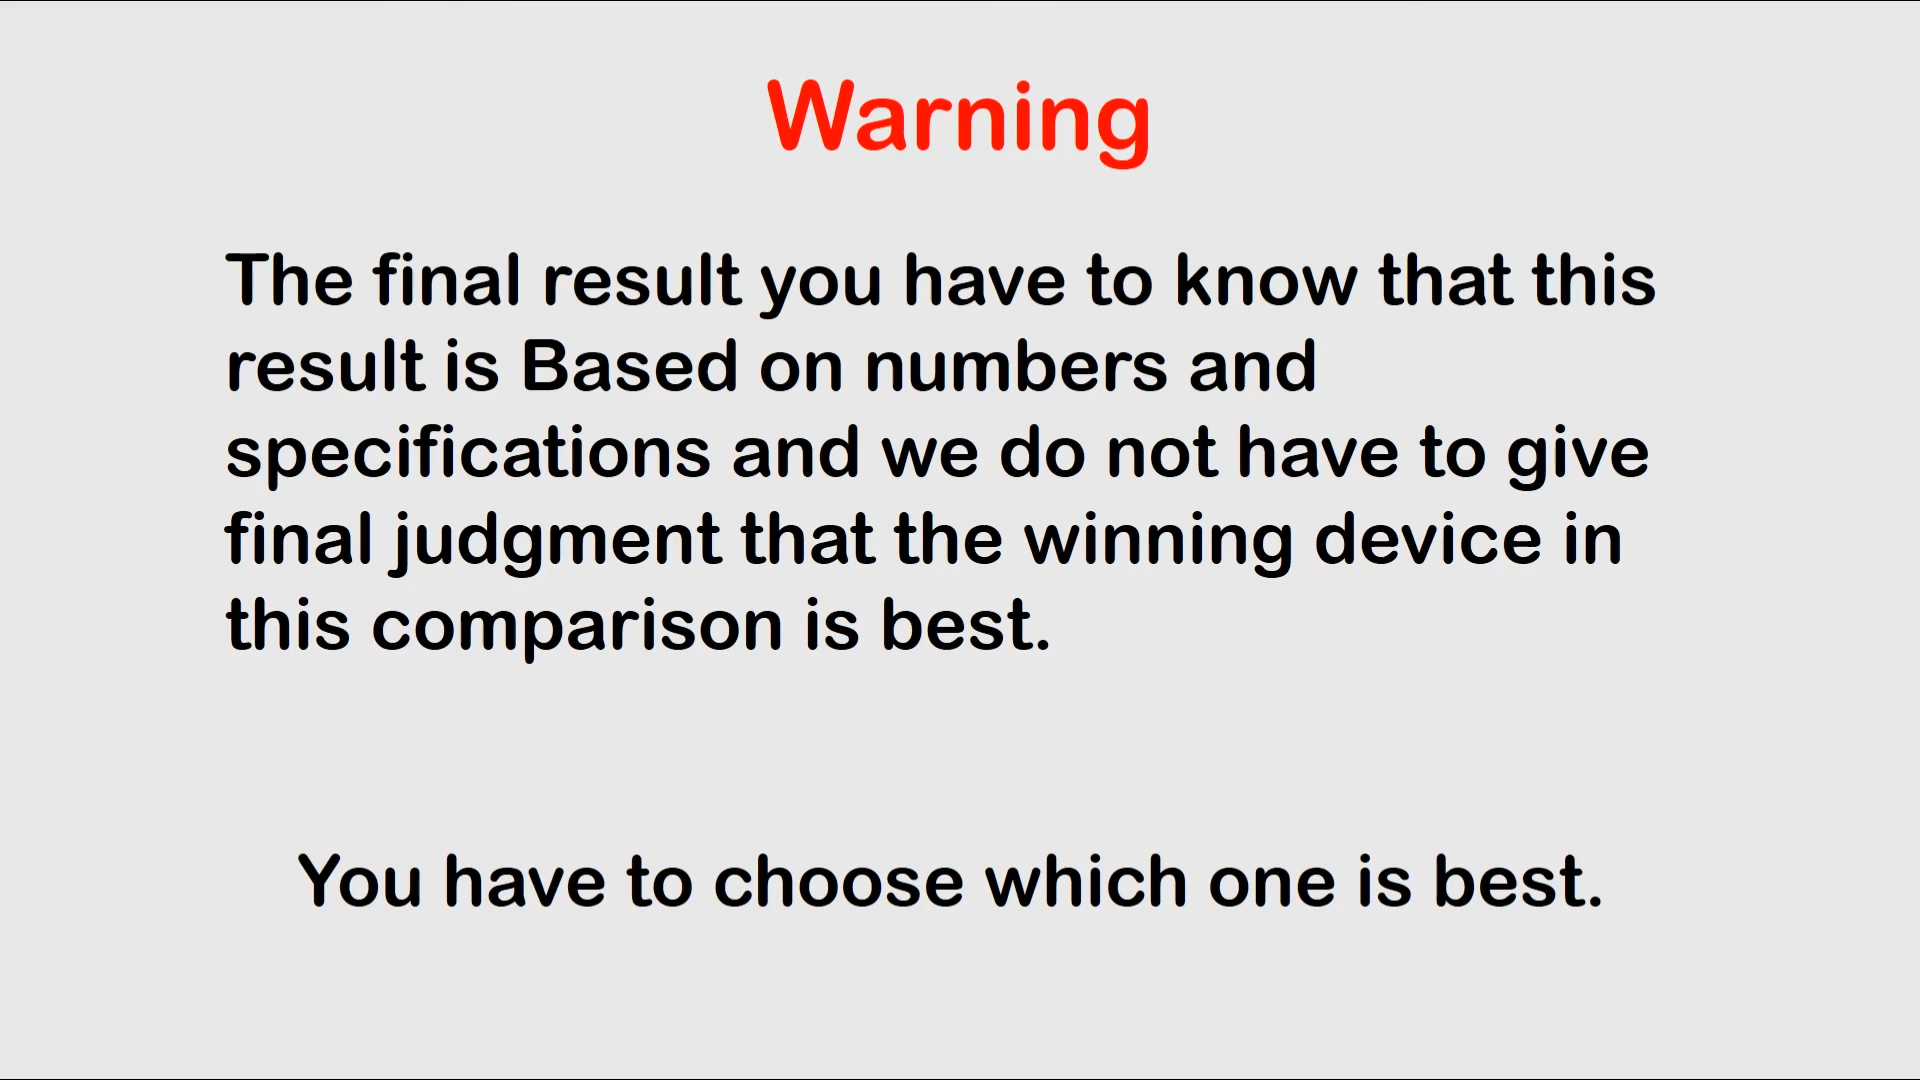 Warning
The final result you have to know that this
result is Based on numbers and
specifications and we do not have to give
final judgment that the winning device in
this comparison is best.
You have to choose which one is best.